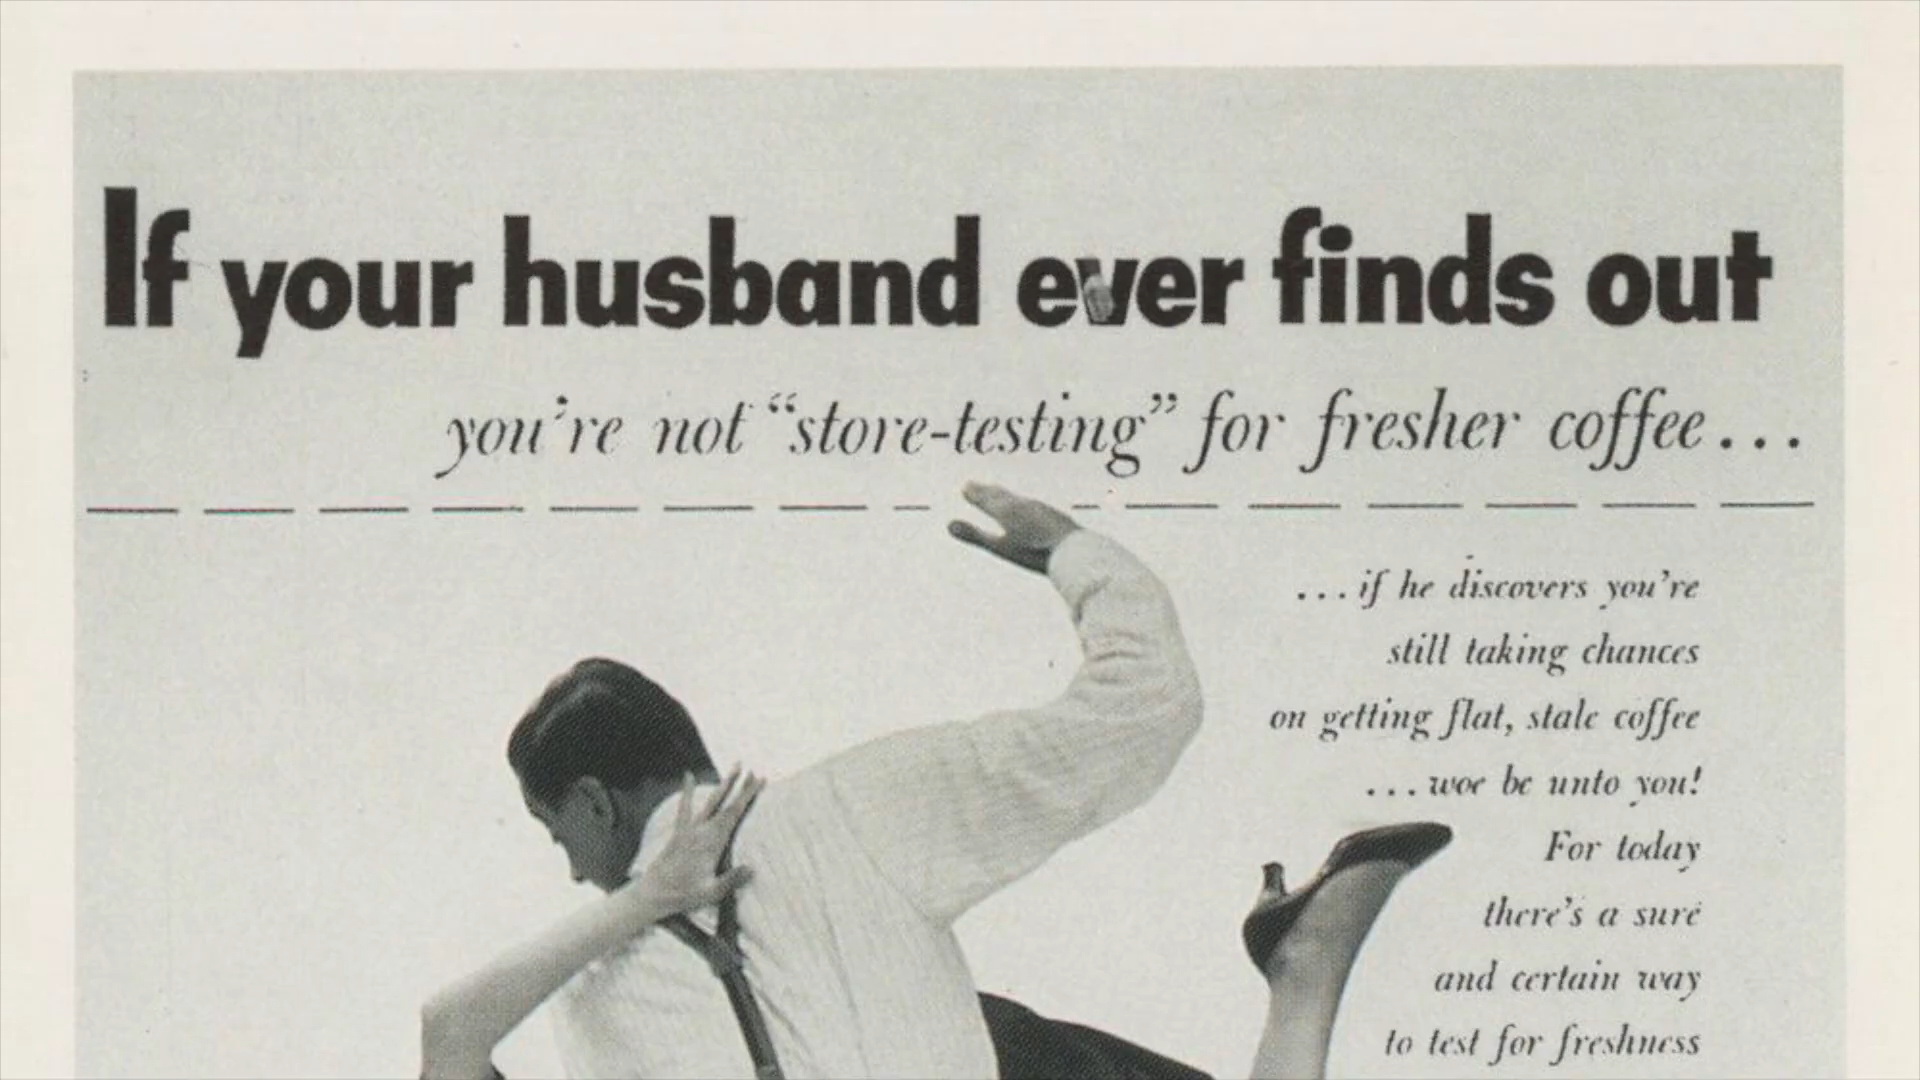 If your husband ever finds out
you're not “store-testing” for fresher coffee...
...if he discovers you're
still taking chances
on getting flat, stale coffee
...woe be unto you!
For today
there's a sure
and certain way
to test for freshness